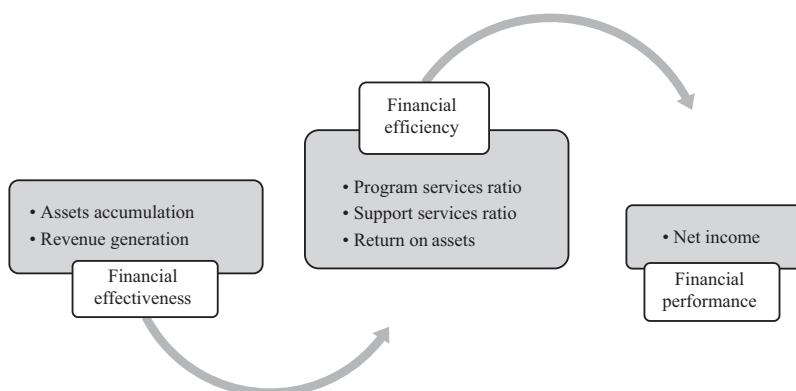 • Assets accumulation
• Revenue generation
Financial
effectiveness
Financial
efficiency
• Program services ratio
• Support services ratio
• Return on assets
• Net income
Financial
performance